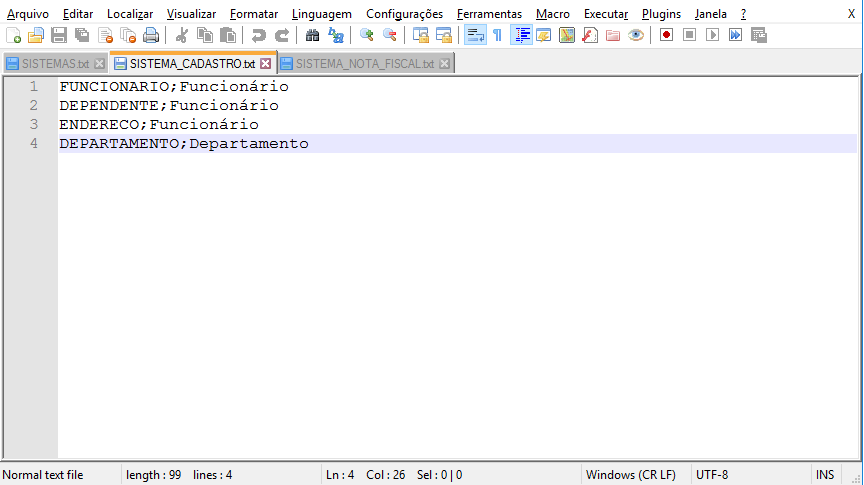 Arquivo Editar Localizar Visualizar Formatar Linguagem Configurações Ferramentas Macro Executar Plugins Janela ? X
SISTEMAS.txt SISTEMA_CADASTRO.txt SISTEMA_NOTA_FISCAL.txt
1 FUNCIONARIO;Funcionário
2 DEPENDENTE;Funcionário
3 ENDERECO;Funcionário
4 DEPARTAMENTO;Departamento
Normal text file length : 99 lines : 4 Ln : 4 Col : 26 Sel : 0 | 0 Windows (CR LF) UTF-8 INS